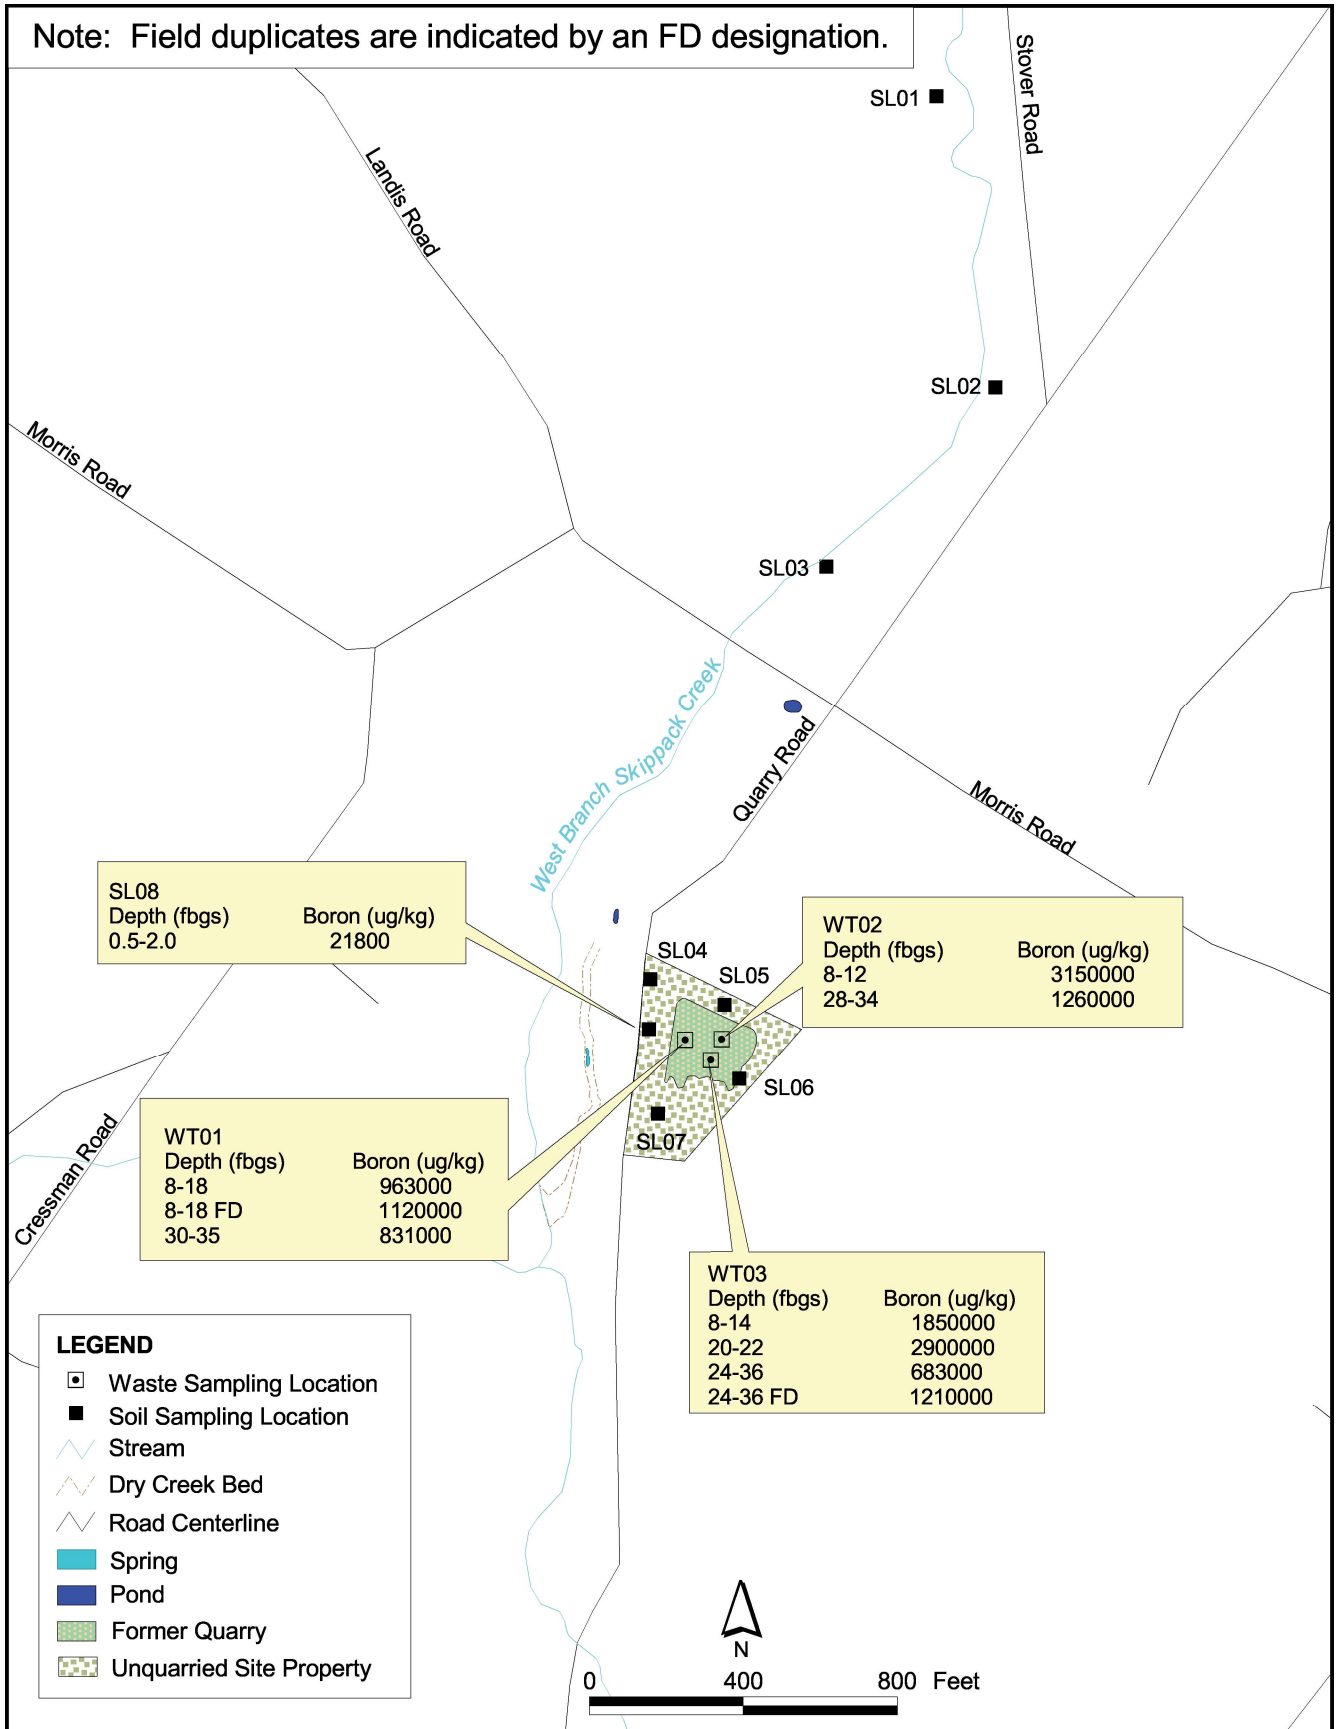 Note: Field duplicates are indicated by an FD designation.
SL01
Stover Road
Landis Road
SL02
Morris Road
SL03
West Branch Skippack Creek
Quarry Road
Morris Road
SL08
Depth (fbgs) Boron (ug/kg)
0.5-2.0 21800
WT02
Depth (fbgs) Boron (ug/kg)
8-12 3150000
28-34 1260000
SL04
SL05
SL06
SL07
WT01
Depth (fbgs) Boron (ug/kg)
8-18 963000
8-18 FD 1120000
30-35 831000
Cressman Road
WT03
Depth (fbgs) Boron (ug/kg)
8-14 1850000
20-22 2900000
24-36 683000
24-36 FD 1210000
LEGEND
Waste Sampling Location
Soil Sampling Location
Stream
Dry Creek Bed
Road Centerline
Spring
Pond
Former Quarry
Unquarried Site Property
N
0 400 800 Feet